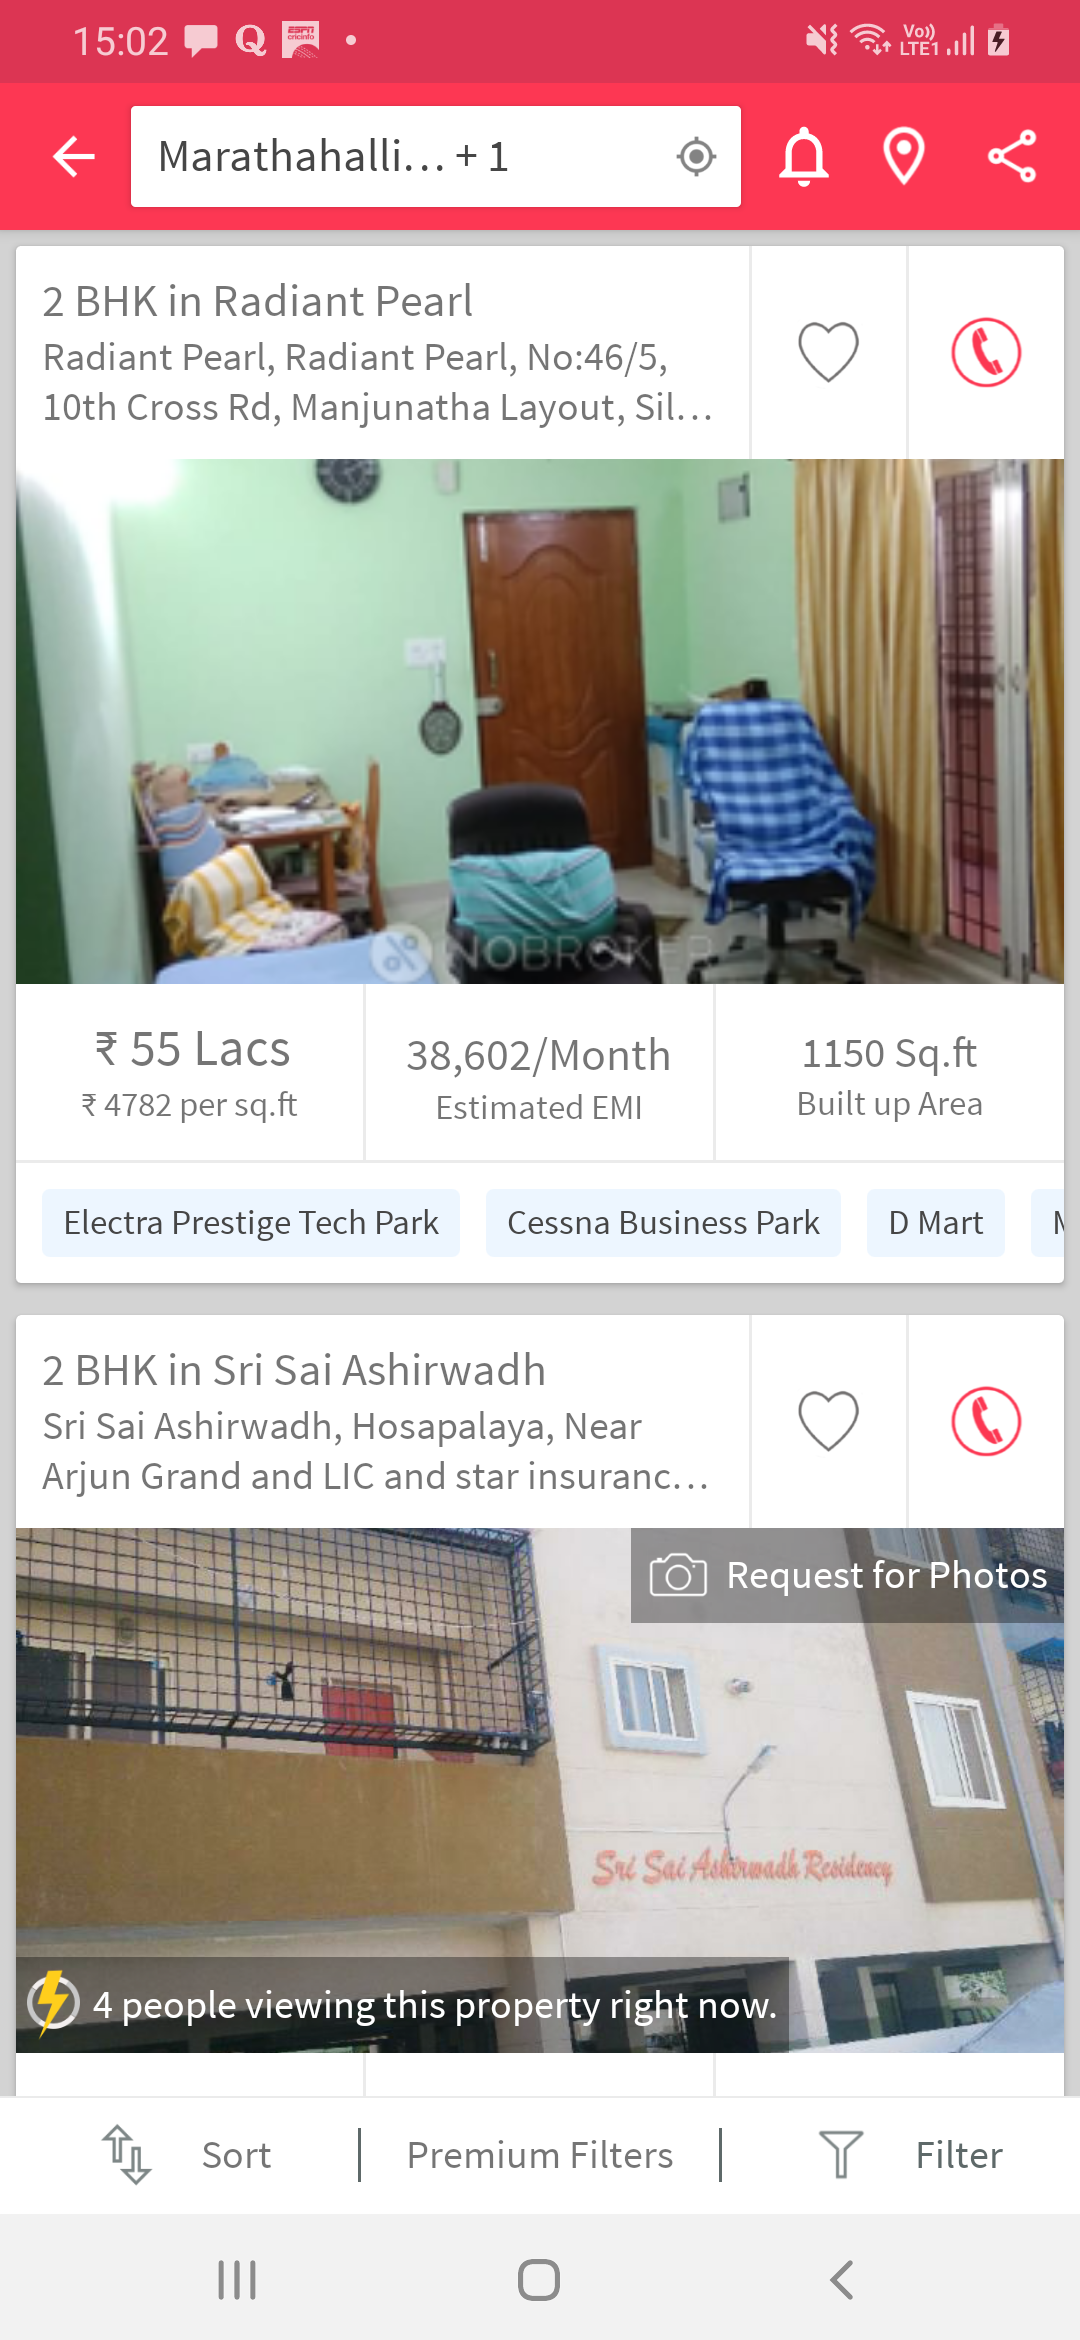 15:02
ESPN
cricinfo
Vo))
LTE1
Marathahalli... + 1
2 BHK in Radiant Pearl
Radiant Pearl, Radiant Pearl, No:46/5,
10th Cross Rd, Manjunatha Layout, Sil...
NOBROKER
₹ 55 Lacs
₹ 4782 per sq.ft
38,602/Month
Estimated EMI
1150 Sq.ft
Built up Area
Electra Prestige Tech Park
Cessna Business Park
D Mart
2 BHK in Sri Sai Ashirwadh
Sri Sai Ashirwadh, Hosapalaya, Near
Arjun Grand and LIC and star insuranc...
Request for Photos
Sri Sai Ashirwadh Residency
4 people viewing this property right now.
Sort
Premium Filters
Filter